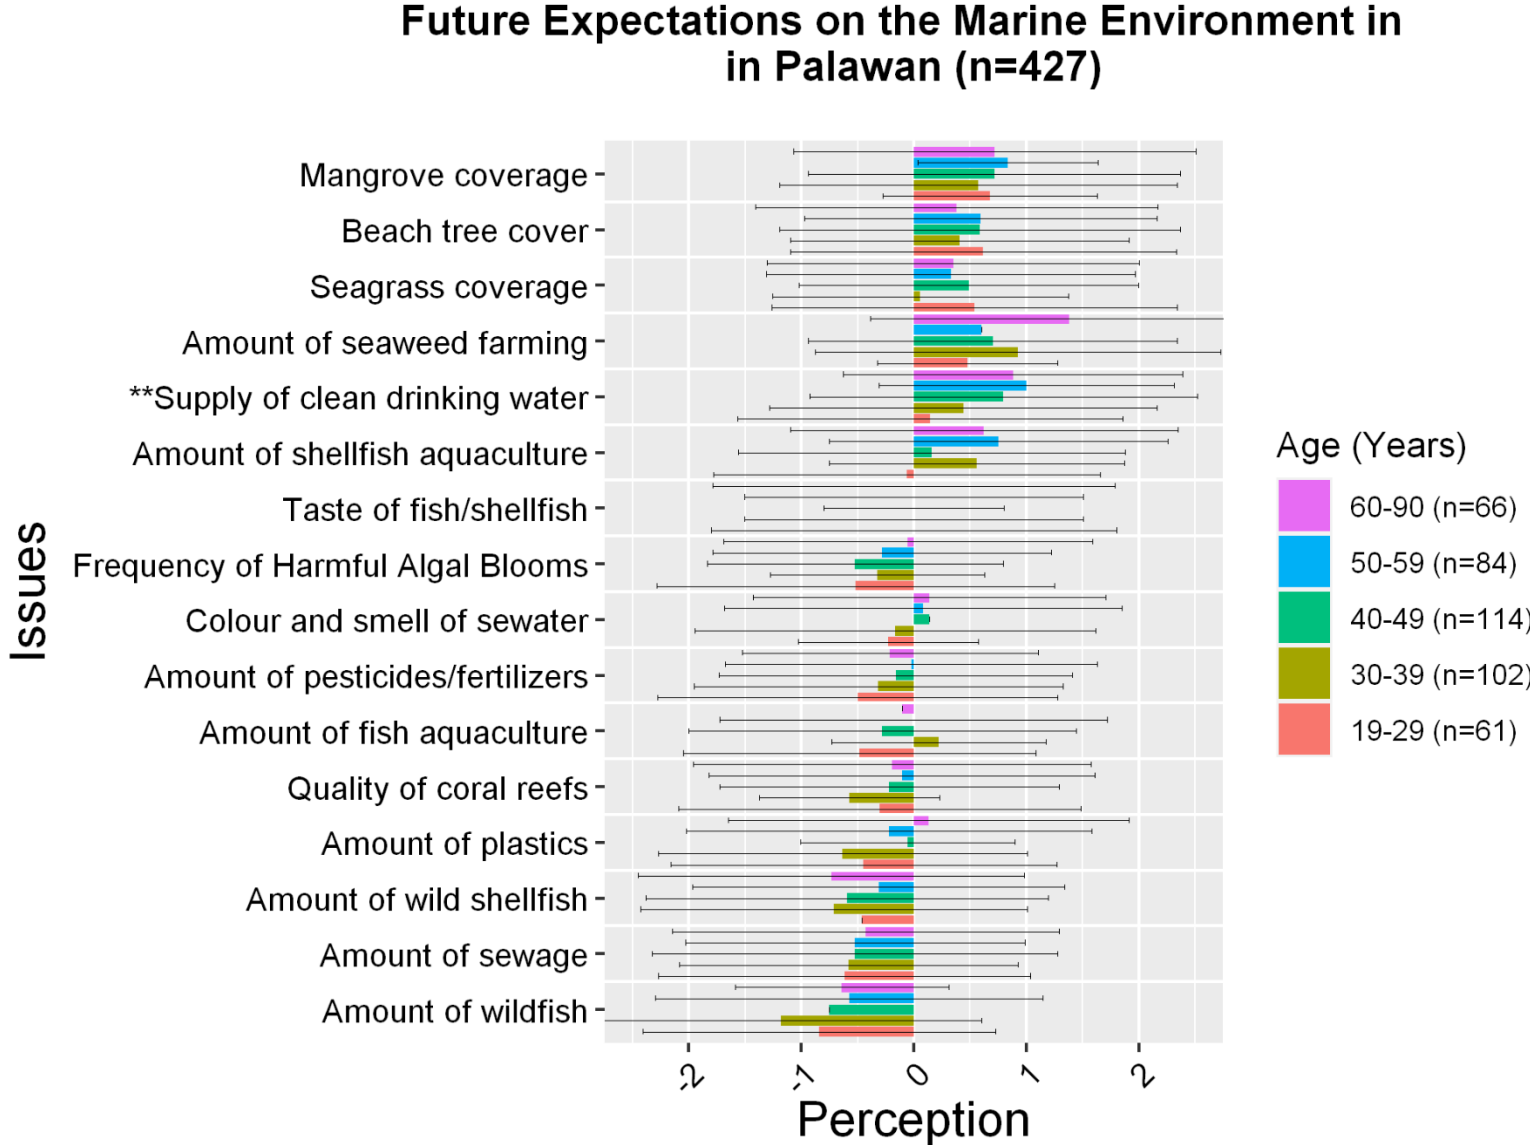 Future Expectations on the Marine Environment in
in Palawan (n=427)
Mangrove coverage
Beach tree cover
Seagrass coverage
Amount of seaweed farming
**Supply of clean drinking water
Amount of shellfish aquaculture
Taste of fish/shellfish
Frequency of Harmful Algal Blooms
Colour and smell of sewater
Amount of pesticides/fertilizers
Amount of fish aquaculture
Quality of coral reefs
Amount of plastics
Amount of wild shellfish
Amount of sewage
Amount of wildfish
Issues
-2 -1 0 1 2
Perception
Age (Years)
60-90 (n=66)
50-59 (n=84)
40-49 (n=114)
30-39 (n=102)
19-29 (n=61)